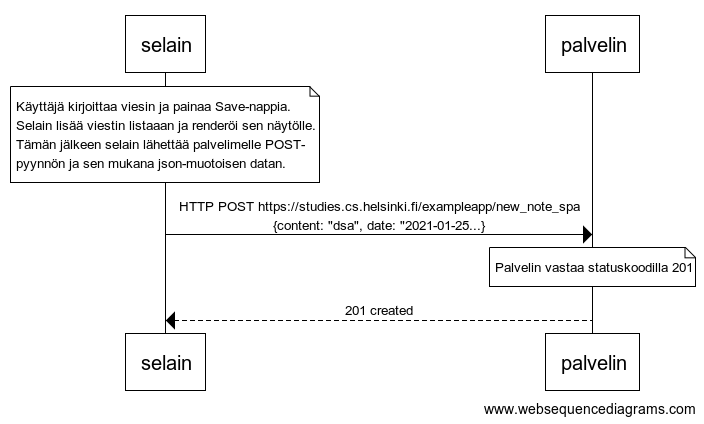 selain
palvelin
Käyttäjä kirjoittaa viesin ja painaa Save-nappia.
Selain lisää viestin listaaan ja renderöi sen näytölle.
Tämän jälkeen selain lähettää palvelimelle POST-
pyynnön ja sen mukana json-muotoisen datan.
HTTP POST https://studies.cs.helsinki.fi/exampleapp/new_note_spa
{content: "dsa", date: "2021-01-25...}
Palvelin vastaa statuskoodilla 201
201 created
selain
palvelin
www.websequencediagrams.com